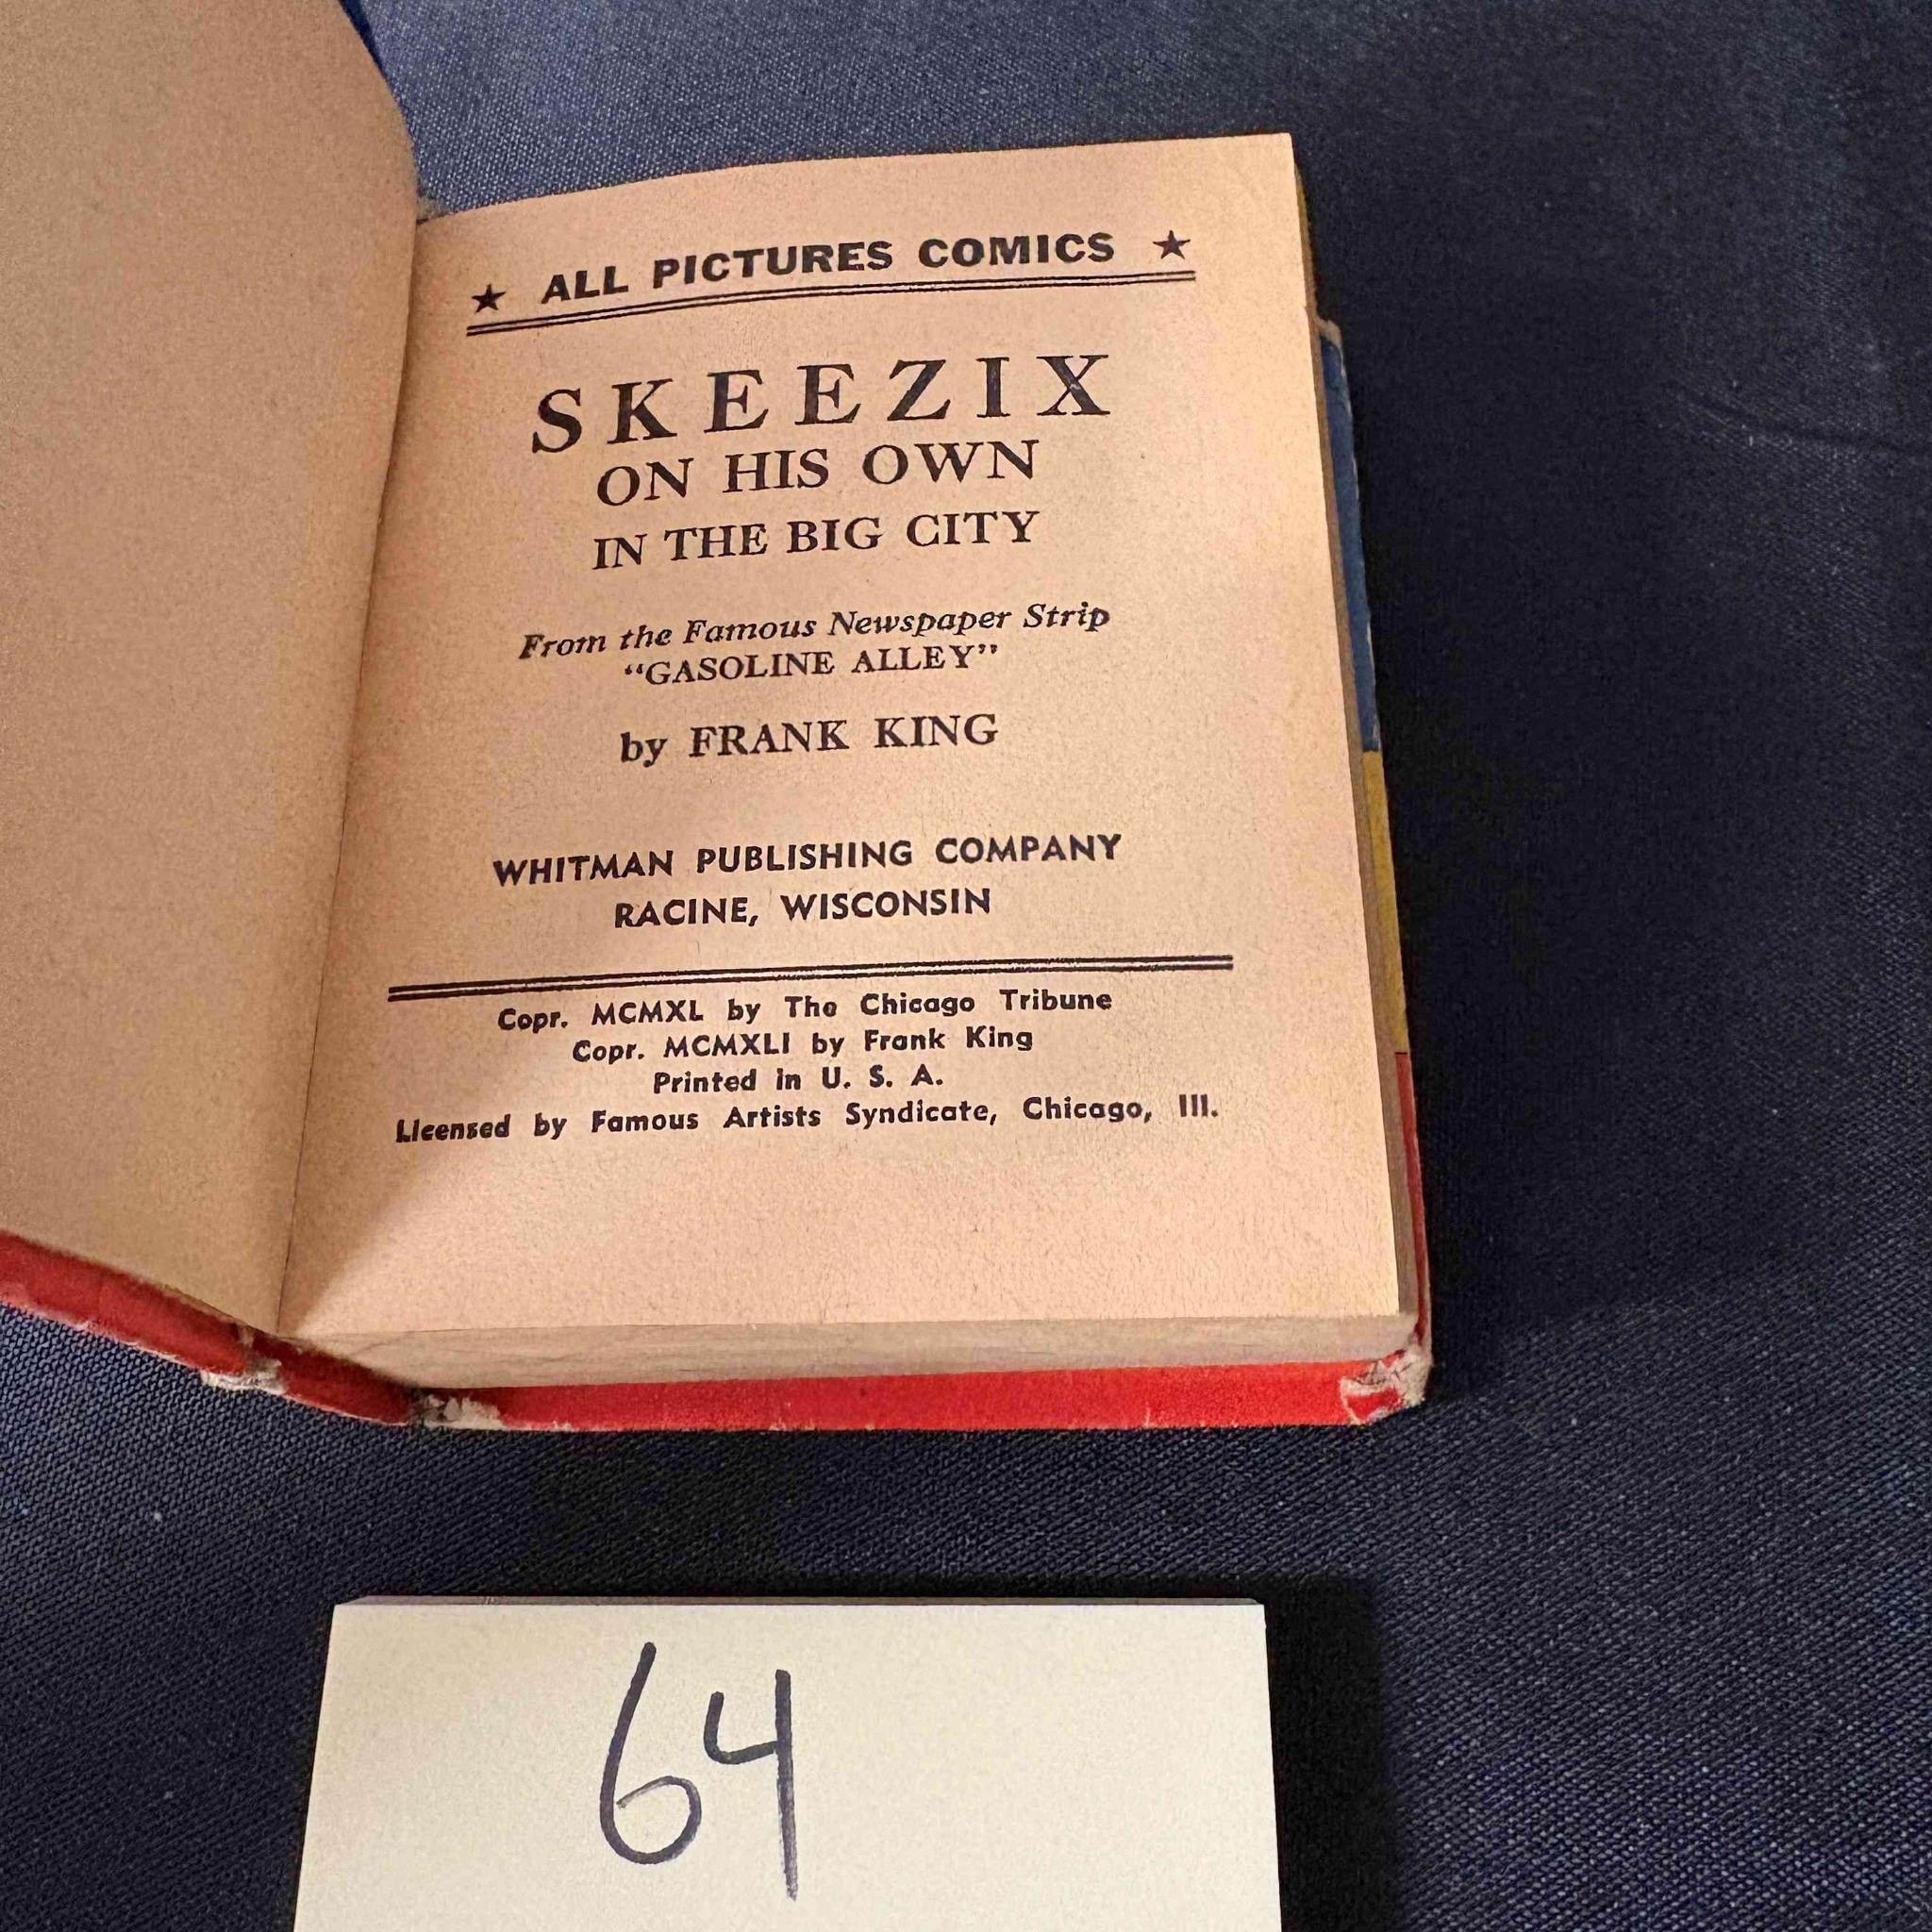 ★ ALL PICTURES COMICS ★
SKEEZIX
ON HIS OWN
IN THE BIG CITY
From the Famous Newspaper Strip
“GASOLINE ALLEY”
by FRANK KING
WHITMAN PUBLISHING COMPANY
RACINE, WISCONSIN
Copr. MCMXL by The Chicago Tribune
Copr. MCMXLI by Frank King
Printed in U. S. A.
Licensed by Famous Artists Syndicate, Chicago, Ill.
64